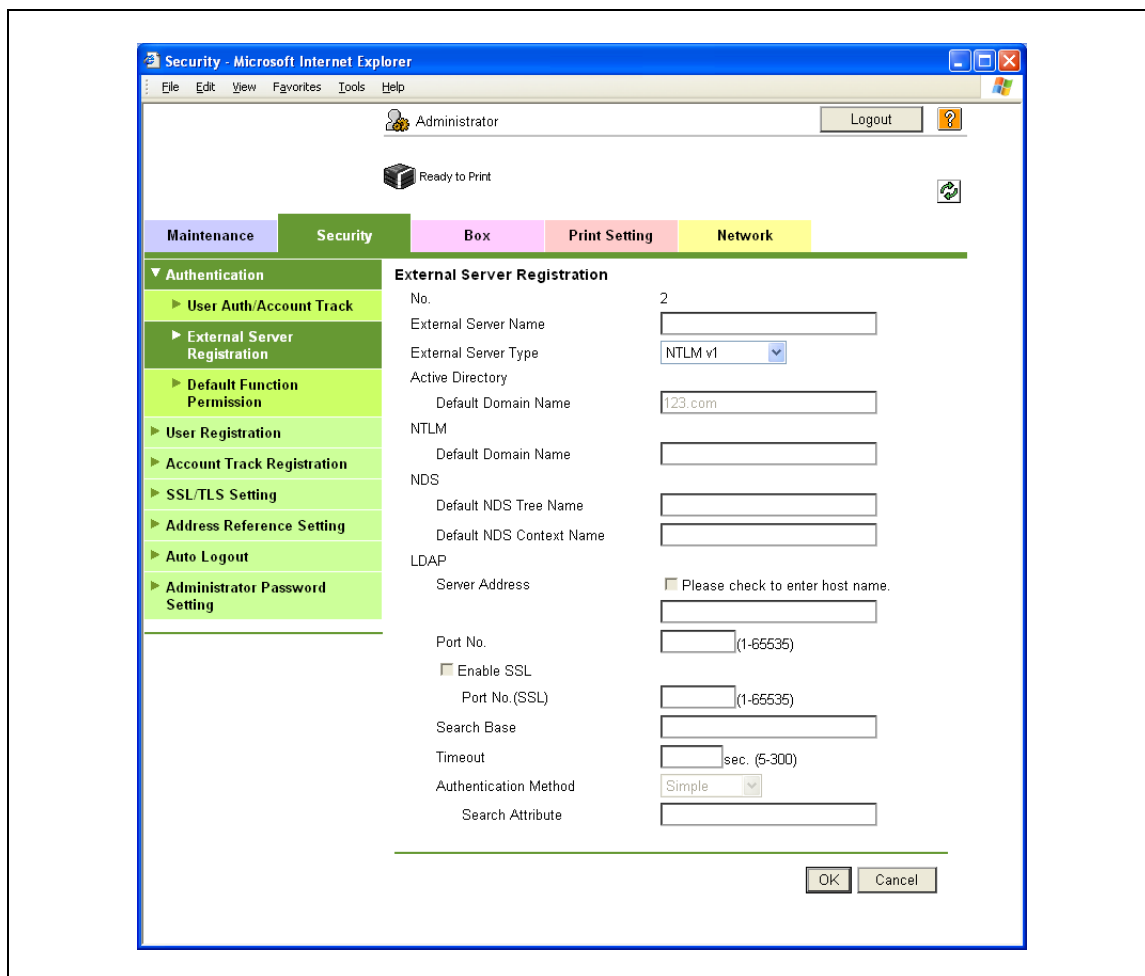 Security - Microsoft Internet Explorer
File Edit View Favorites Tools Help
Administrator
Logout
?
Ready to Print
Maintenance Security Box Print Setting Network
Authentication
User Auth/Account Track
External Server
Registration
Default Function
Permission
User Registration
Account Track Registration
SSL/TLS Setting
Address Reference Setting
Auto Logout
Administrator Password
Setting
External Server Registration
No. 2
External Server Name
External Server Type NTLM v1
Active Directory
Default Domain Name 123.com
NTLM
Default Domain Name
NDS
Default NDS Tree Name
Default NDS Context Name
LDAP
Server Address Please check to enter host name.
Port No. (1-65535)
Enable SSL
Port No.(SSL) (1-65535)
Search Base
Timeout sec. (5-300)
Authentication Method Simple
Search Attribute
OK Cancel